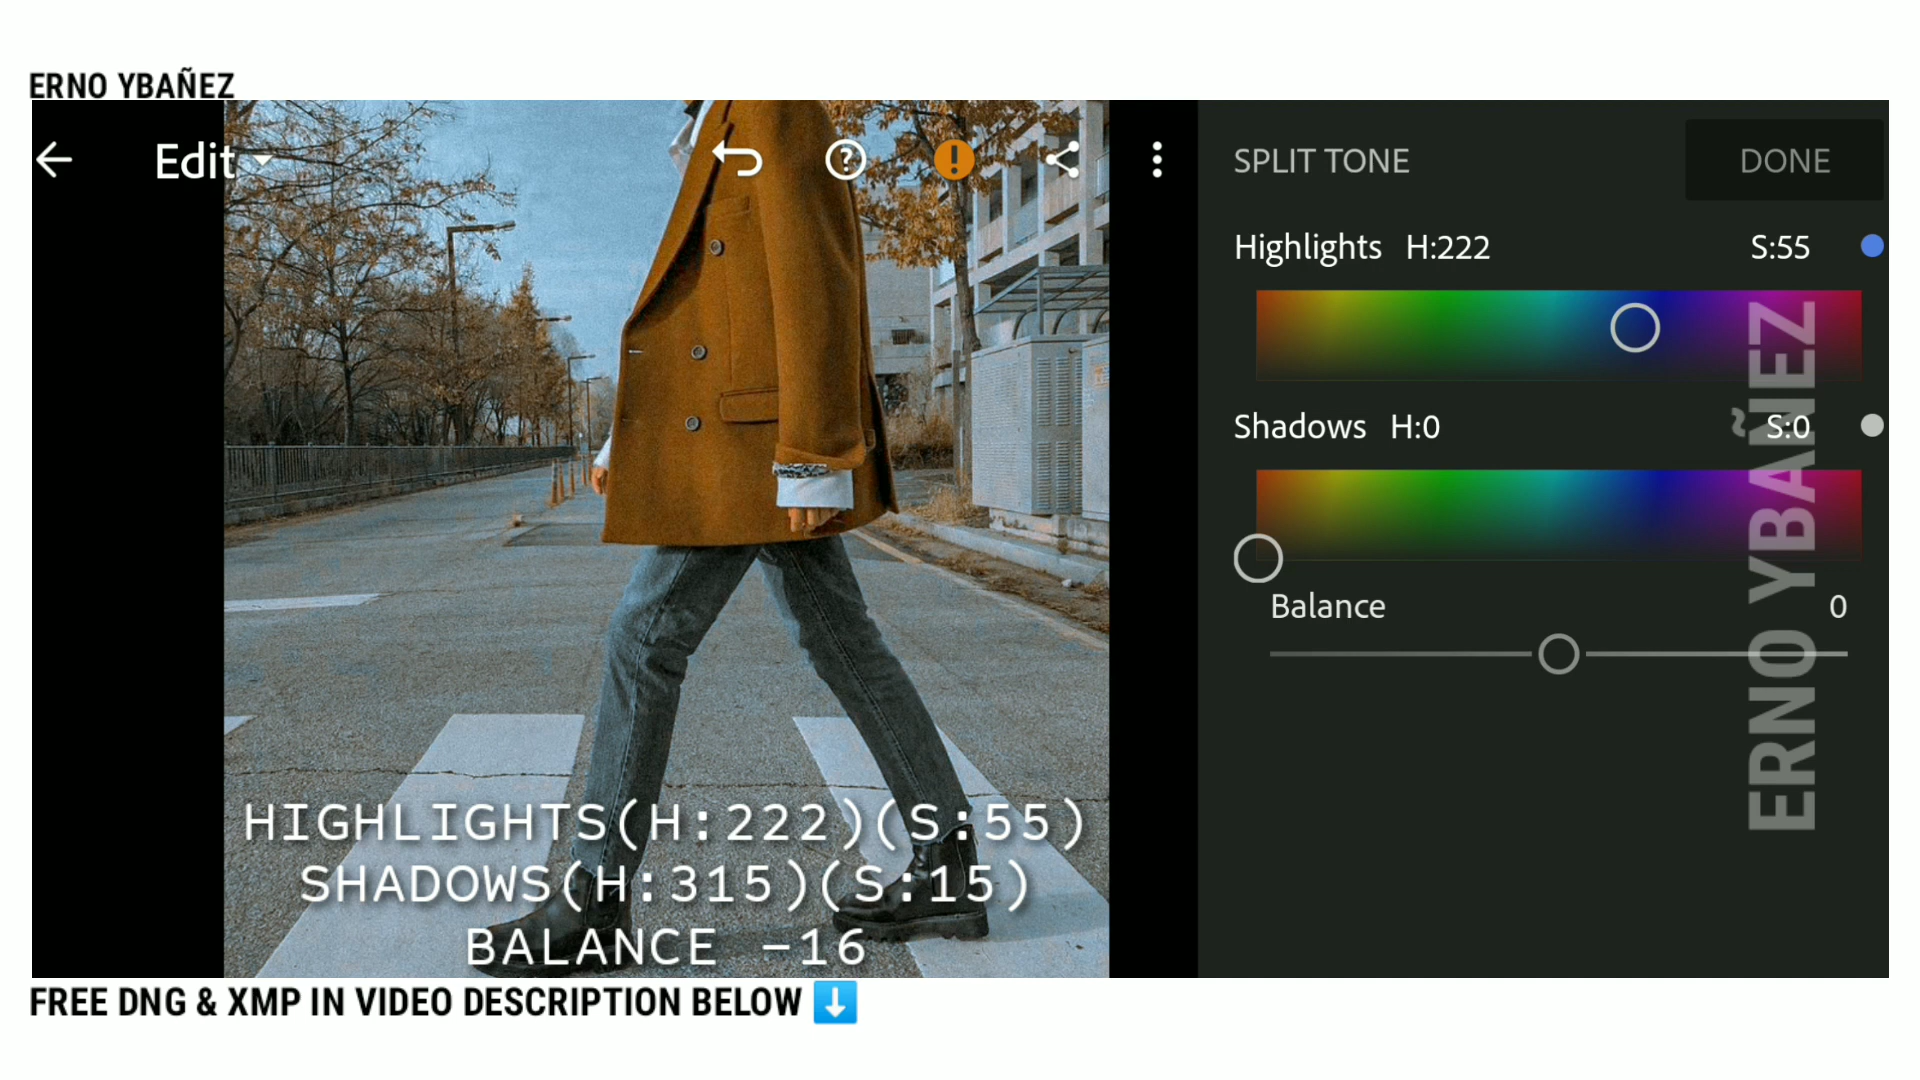 ERNO YBAÑEZ
Edit
SPLIT TONE
DONE
Highlights H:222 S:55
Shadows H:0 S:0
Balance 0
ERNO YBAÑEZ
HIGHLIGHTS(H:222)(S:55)
SHADOWS(H:315)(S:15)
BALANCE -16
FREE DNG & XMP IN VIDEO DESCRIPTION BELOW ⬇️